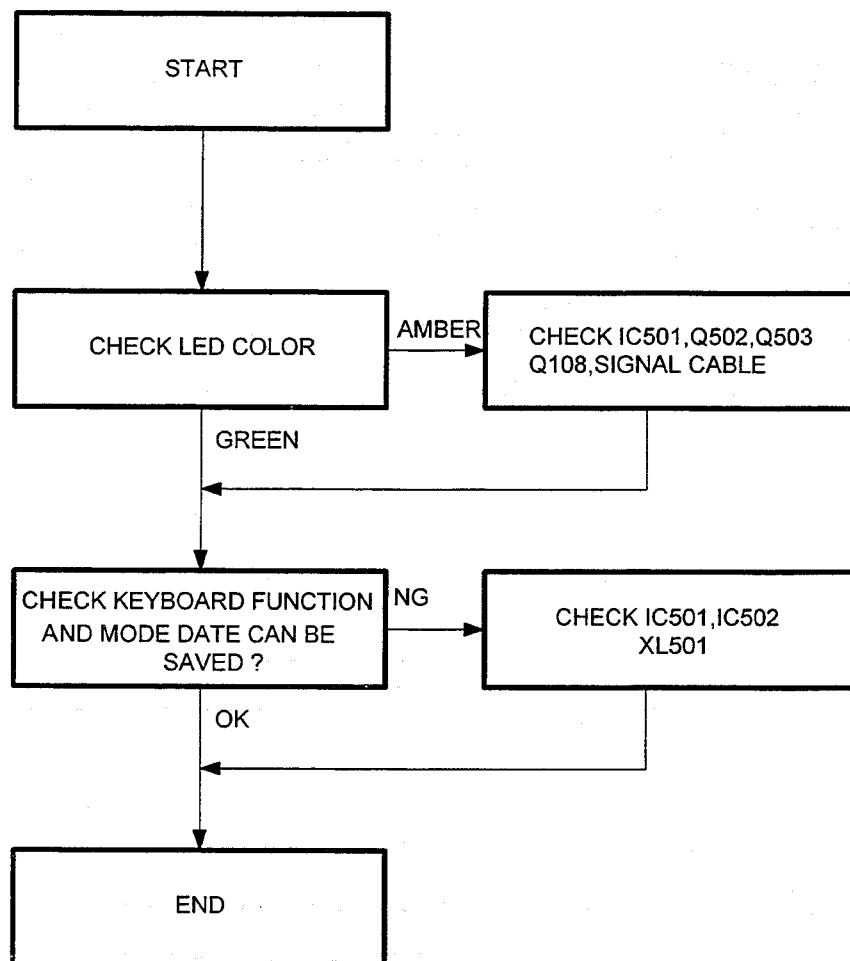 START
CHECK LED COLOR
AMBER
CHECK IC501,Q502,Q503
Q108,SIGNAL CABLE
GREEN
CHECK KEYBOARD FUNCTION
AND MODE DATE CAN BE
SAVED ?
NG
CHECK IC501,IC502
XL501
OK
END